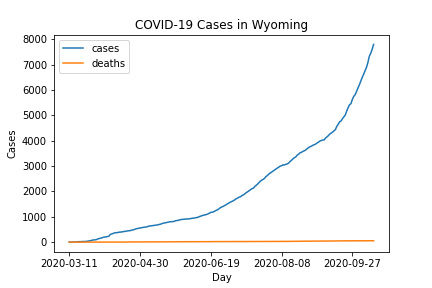 COVID-19 Cases in Wyoming
cases
deaths
8000
7000
6000
5000
4000
3000
2000
1000
0
Cases
2020-03-11 2020-04-30 2020-06-19 2020-08-08 2020-09-27
Day